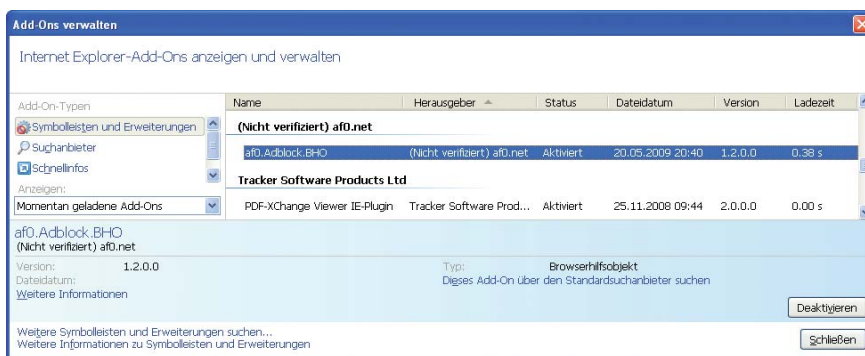 Add-Ons verwalten
Internet Explorer-Add-Ons anzeigen und verwalten
Add-On-Typen
Symbolleisten und Erweiterungen
Suchanbieter
Schnellinfos
Anzeigen:
Momentan geladene Add-Ons
Name Herausgeber Status Dateidatum Version Ladezeit
(Nicht verifiziert) af0.net
af0.Adblock.BHO (Nicht verifiziert) af0.net Aktiviert 20.05.2009 20:40 1.2.0.0 0.38 s
Tracker Software Products Ltd
PDF-XChange Viewer IE-Plugin Tracker Software Prod... Aktiviert 25.11.2008 09:44 2.0.0.0 0.00 s
af0.Adblock.BHO
(Nicht verifiziert) af0.net
Version: 1.2.0.0
Dateidatum:
Weitere Informationen
Typ: Browserhilfsobjekt
Dieses Add-On über den Standardsuchanbieter suchen
Deaktivieren
Weitere Symbolleisten und Erweiterungen suchen...
Weitere Informationen zu Symbolleisten und Erweiterungen
Schließen